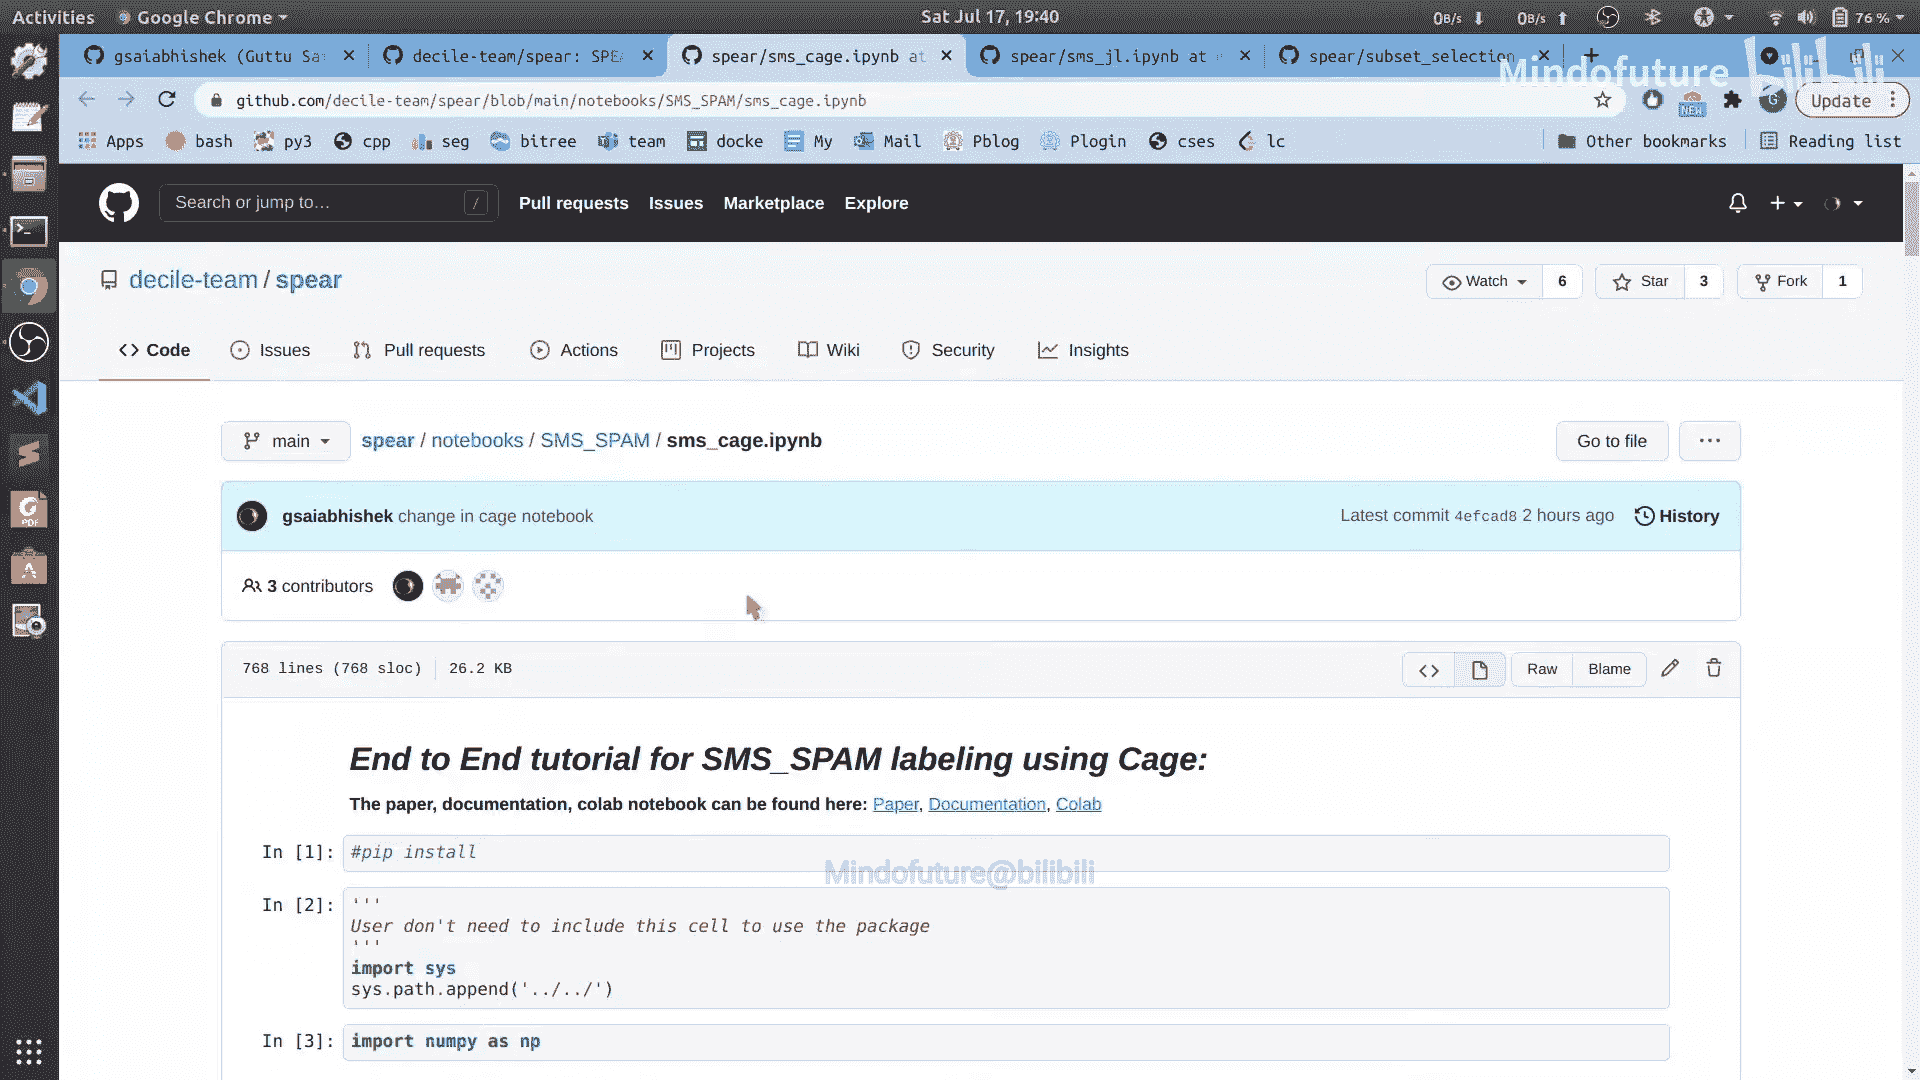 Activities Google Chrome Sat Jul 17, 19:40 0B/s 0B/s 76 %
gsaiabhishek (Guttu Sa decile-team/spear: SPE spear/sms_cage.ipynb at spear/sms_jl.ipynb at spear/subset_selection
Mindofuture bilibili
github.com/decile-team/spear/blob/main/notebooks/SMS_SPAM/sms_cage.ipynb NEW G Update
Apps bash py3 cpp seg bitree team docke My Mail Pblog Plogin cses lc Other bookmarks Reading list
Search or jump to… / Pull requests Issues Marketplace Explore
decile-team / spear Watch 6 Star 3 Fork 1
Code Issues Pull requests Actions Projects Wiki Security Insights
main spear / notebooks / SMS_SPAM / sms_cage.ipynb Go to file ...
gsaiabhishek change in cage notebook Latest commit 4efcad8 2 hours ago History
3 contributors
768 lines (768 sloc) 26.2 KB <> Raw Blame
End to End tutorial for SMS_SPAM labeling using Cage:
The paper, documentation, colab notebook can be found here: Paper, Documentation, Colab
In [1]: #pip install
Mindofuture@bilibili
In [2]: '''
User don't need to include this cell to use the package
'''
import sys
sys.path.append('../../')
In [3]: import numpy as np